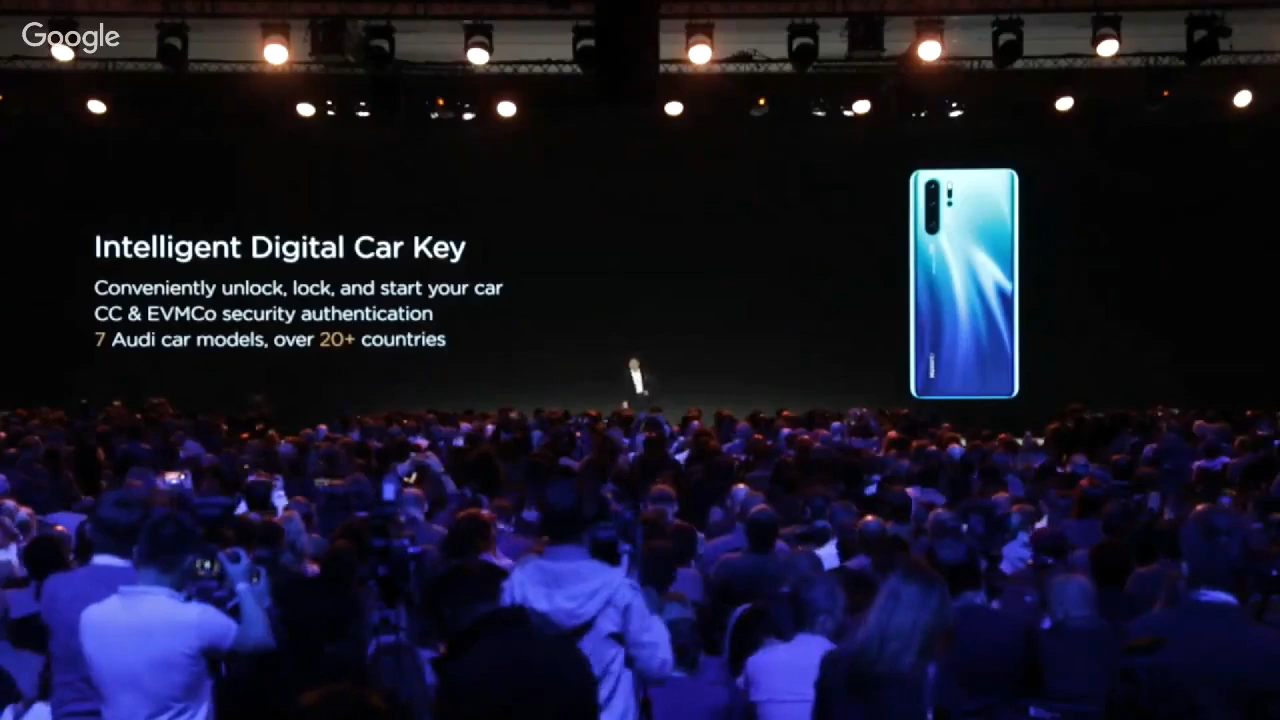 Google
Intelligent Digital Car Key
Conveniently unlock, lock, and start your car
CC & EVMCo security authentication
7 Audi car models, over 20+ countries
HUAWEI